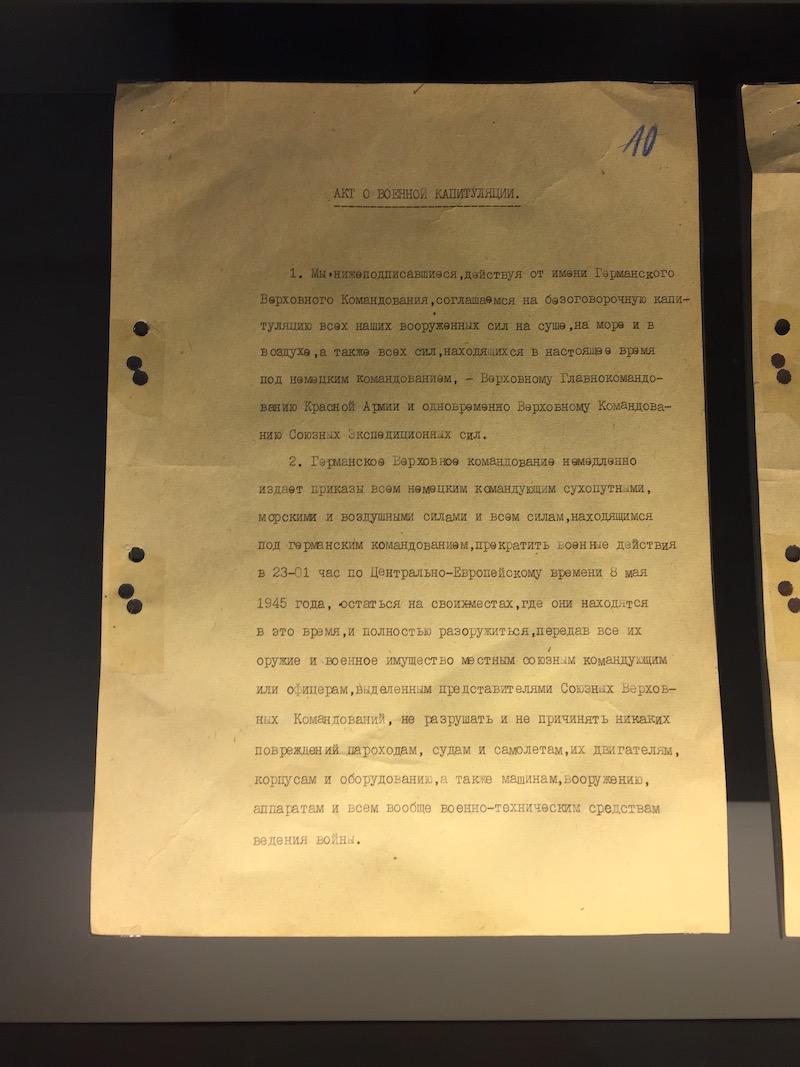 10
АКТ О ВОЕННОЙ КАПИТУЛЯЦИИ.
1. Мы, нижеподписавшиеся,действуя от имени Германского
Верховного Командования,соглашаемся на безоговорочную капи-
туляцию всех наших вооруженных сил на суше,на море и в
воздухе,а также всех сил,находящихся в настоящее время
под немецким командованием, - Верховному Главнокомандо-
ванию Красной Армии и одновременно Верховному Командова-
нию Союзных Экспедиционных сил.
2. Германское Верховное командование немедленно
издает приказы всем немецким командующим сухопутными,
морскими и воздушными силами и всем силам,находящимся
под германским командованием,прекратить военные действия
в 23-01 час по Центрально-Европейскому времени 8 мая
1945 года, остаться на своихместах,где они находятся
в это время,и полностью разоружиться,передав все их
оружие и военное имущество местным союзным командующим
или офицерам,выделенным представителями Союзных Верхов-
ных Командований, не разрушать и не причинять никаких
повреждений пароходам, судам и самолетам,их двигателям,
корпусам и оборудованию,а также машинам,вооружению,
аппаратам и всем вообще военно-техническим средствам
ведения войны.